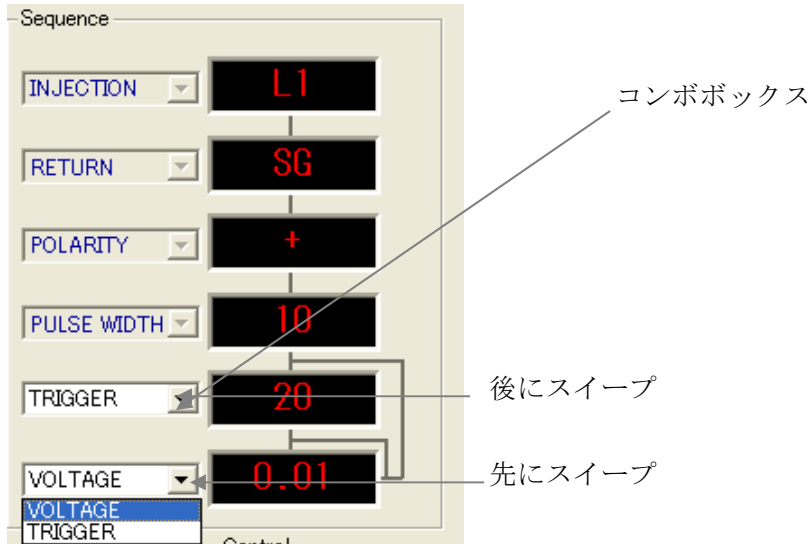 Sequence
INJECTION L1
コンボボックス
RETURN SG
POLARITY +
PULSE WIDTH 10
TRIGGER 20 後にスイープ
VOLTAGE 0.01 先にスイープ
VOLTAGE
TRIGGER
Control